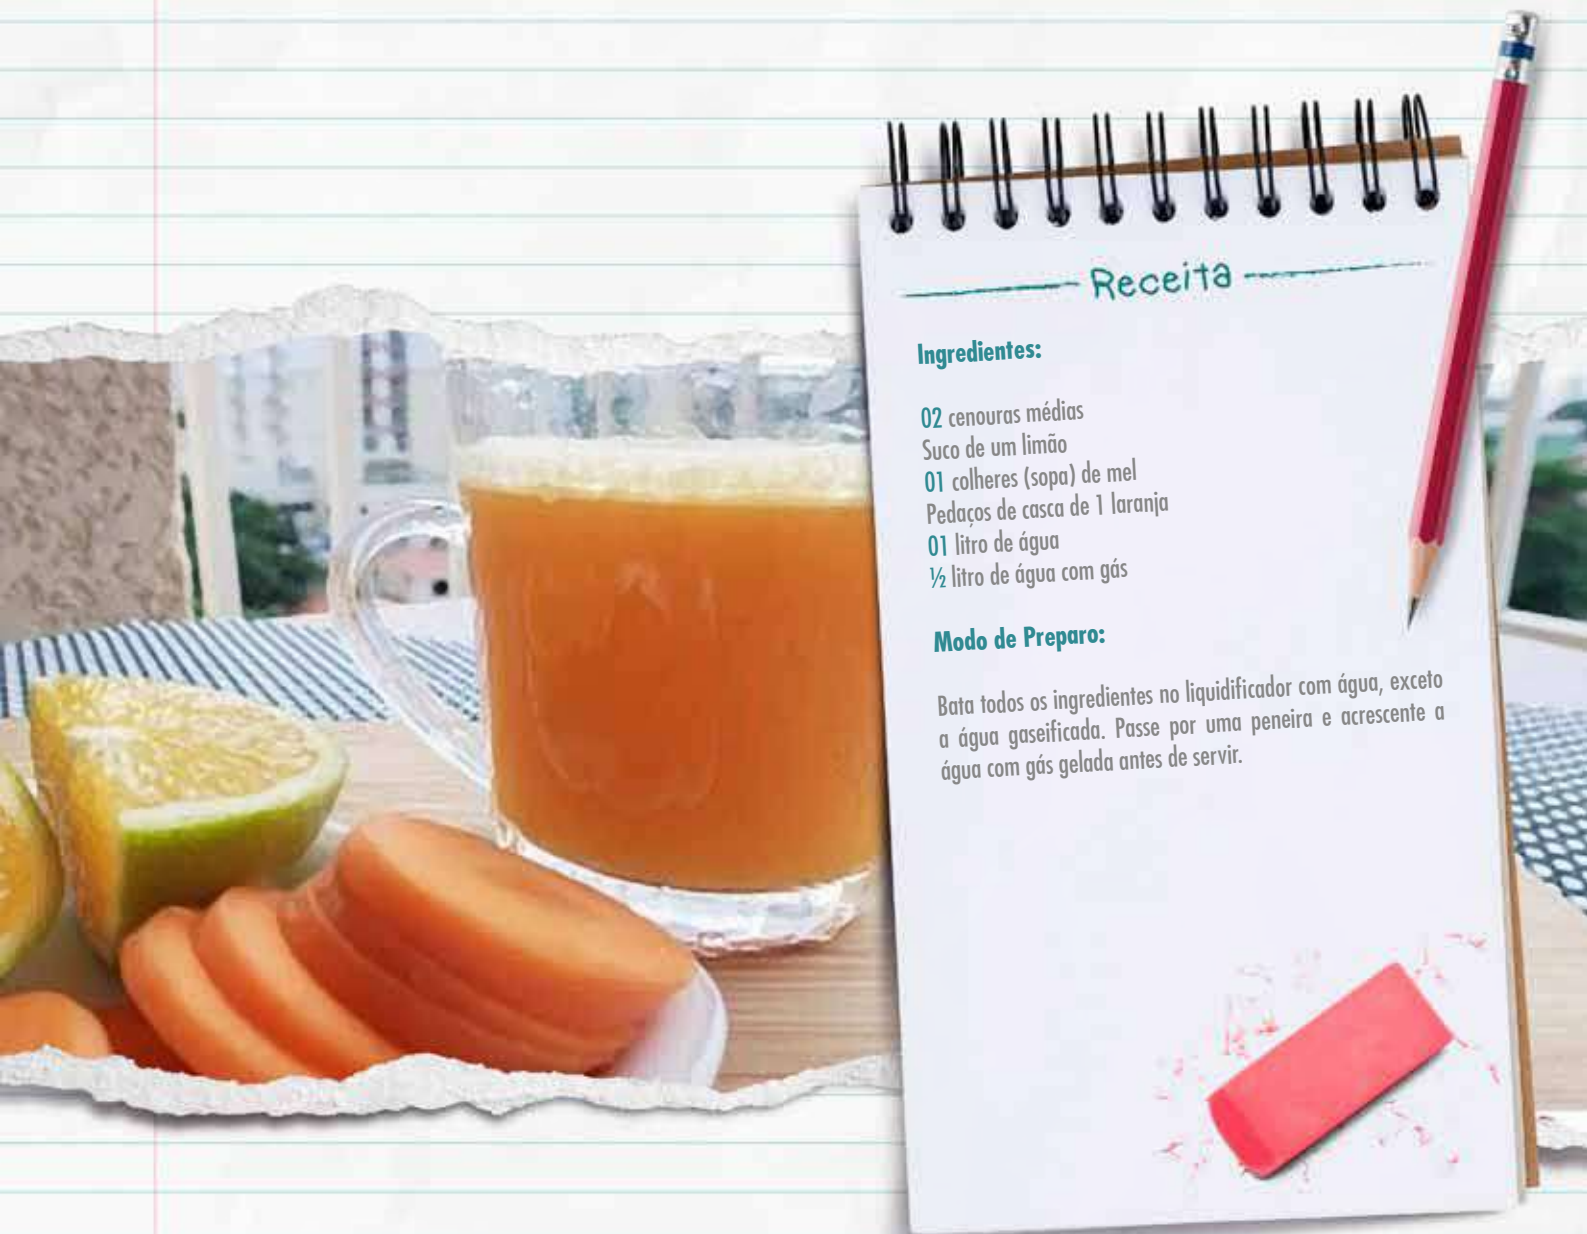 Receita
Ingredientes:
02 cenouras médias
Suco de um limão
01 colheres (sopa) de mel
Pedaços de casca de 1 laranja
01 litro de água
½ litro de água com gás
Modo de Preparo:
Bata todos os ingredientes no liquidificador com água, exceto
a água gaseificada. Passe por uma peneira e acrescente a
água com gás gelada antes de servir.